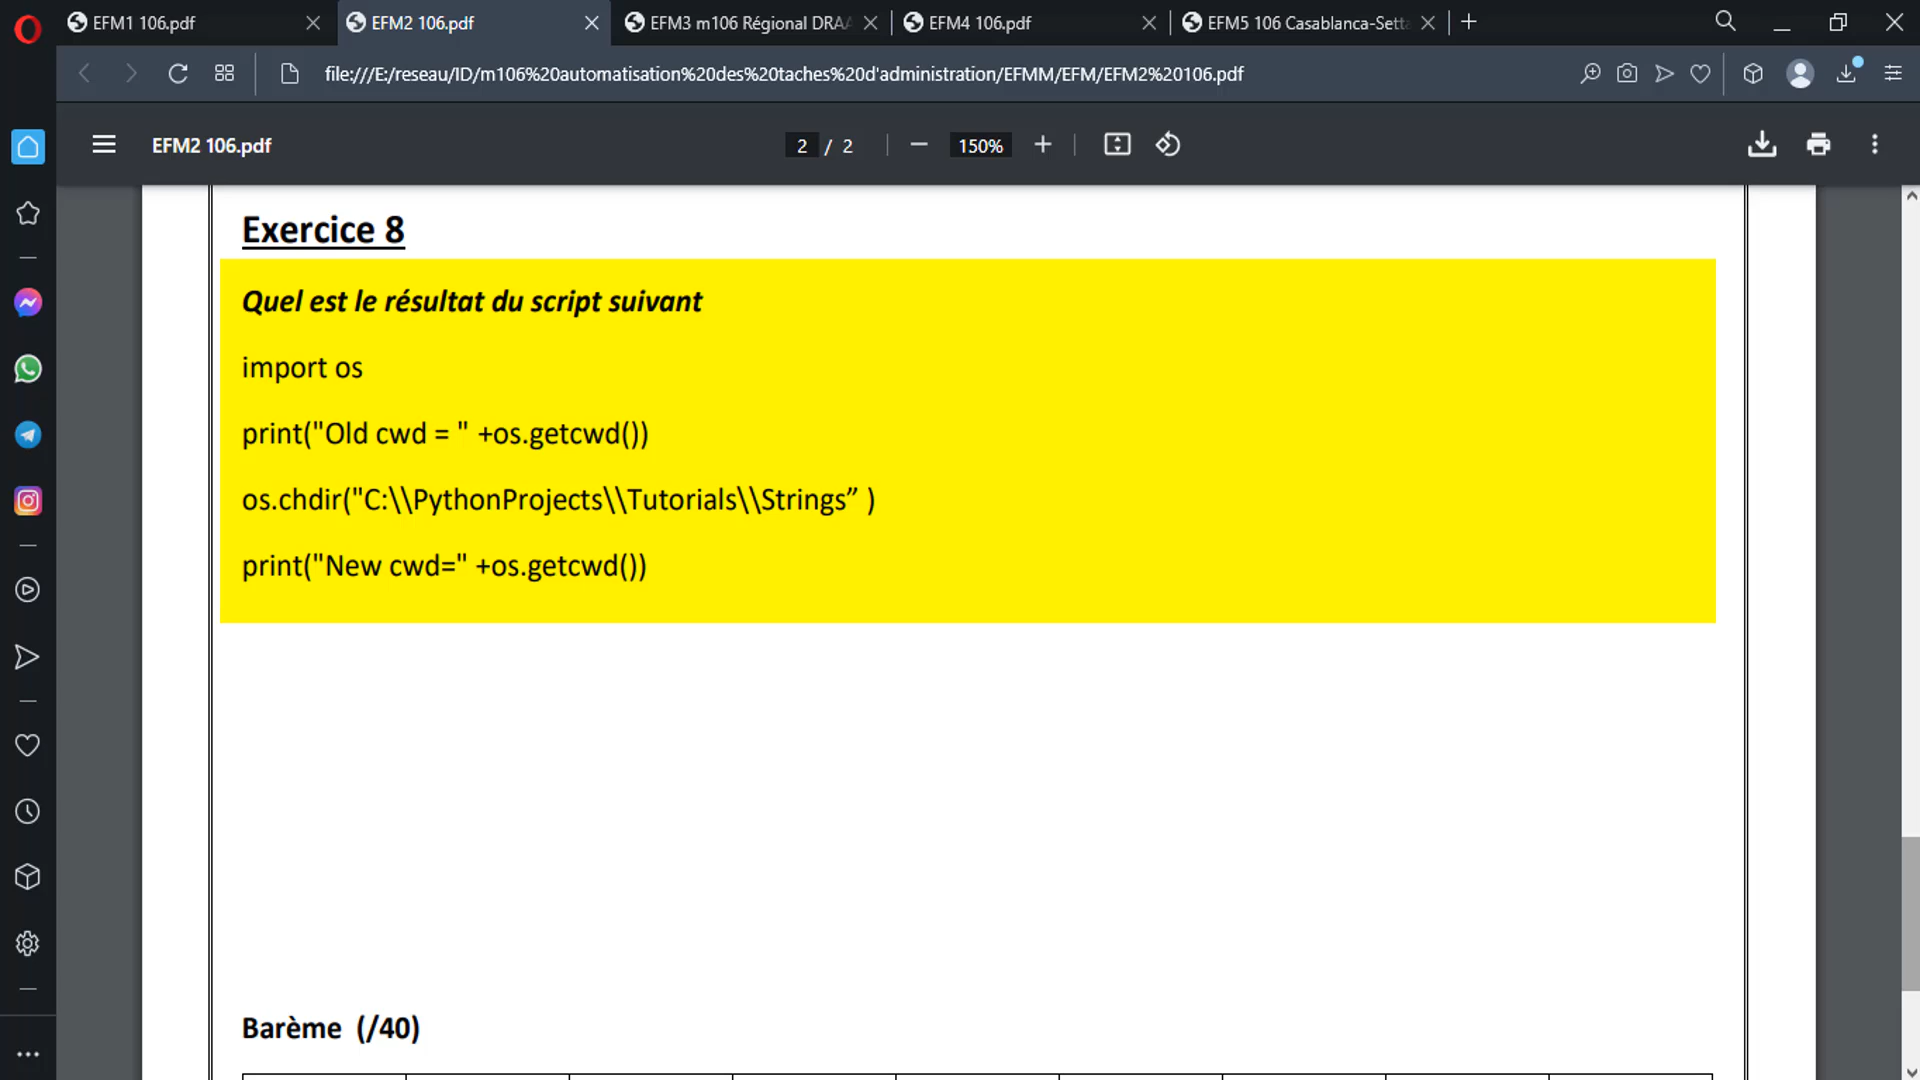 EFM1 106.pdf
EFM2 106.pdf
EFM3 m106 Régional DRAA
EFM4 106.pdf
EFM5 106 Casablanca-Setta
file:///E:/reseau/ID/m106%20automatisation%20des%20taches%20d'administration/EFMM/EFM/EFM2%20106.pdf
EFM2 106.pdf
2 / 2
150%
Exercice 8
Quel est le résultat du script suivant
import os
print("Old cwd = " +os.getcwd())
os.chdir("C:\\PythonProjects\\Tutorials\\Strings” )
print("New cwd=" +os.getcwd())
Barème (/40)